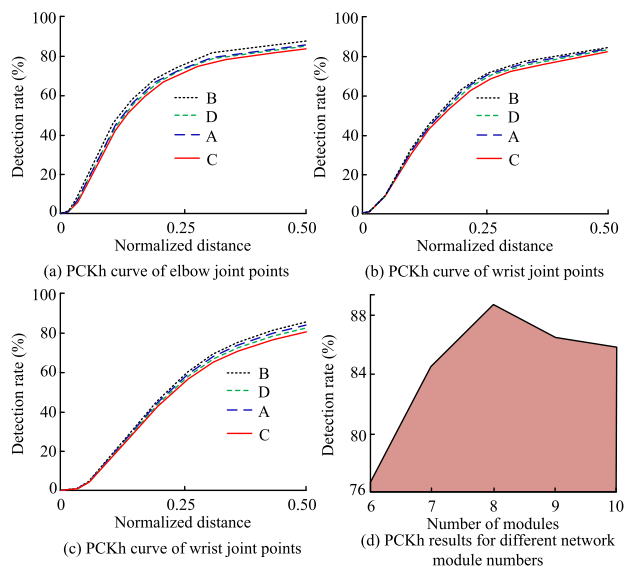 100
80
60
40
20
0
Detection rate (%)
B
D
A
C
0
0.25
0.50
Normalized distance
(a) PCKh curve of elbow joint points
100
80
60
40
20
0
Detection rate (%)
B
D
A
C
0
0.25
0.50
Normalized distance
(b) PCKh curve of wrist joint points
100
80
60
40
20
0
Detection rate (%)
B
D
A
C
0
0.25
0.50
Normalized distance
(c) PCKh curve of wrist joint points
88
84
80
76
Detection rate (%)
6
7
8
9
10
Number of modules
(d) PCKh results for different network
module numbers